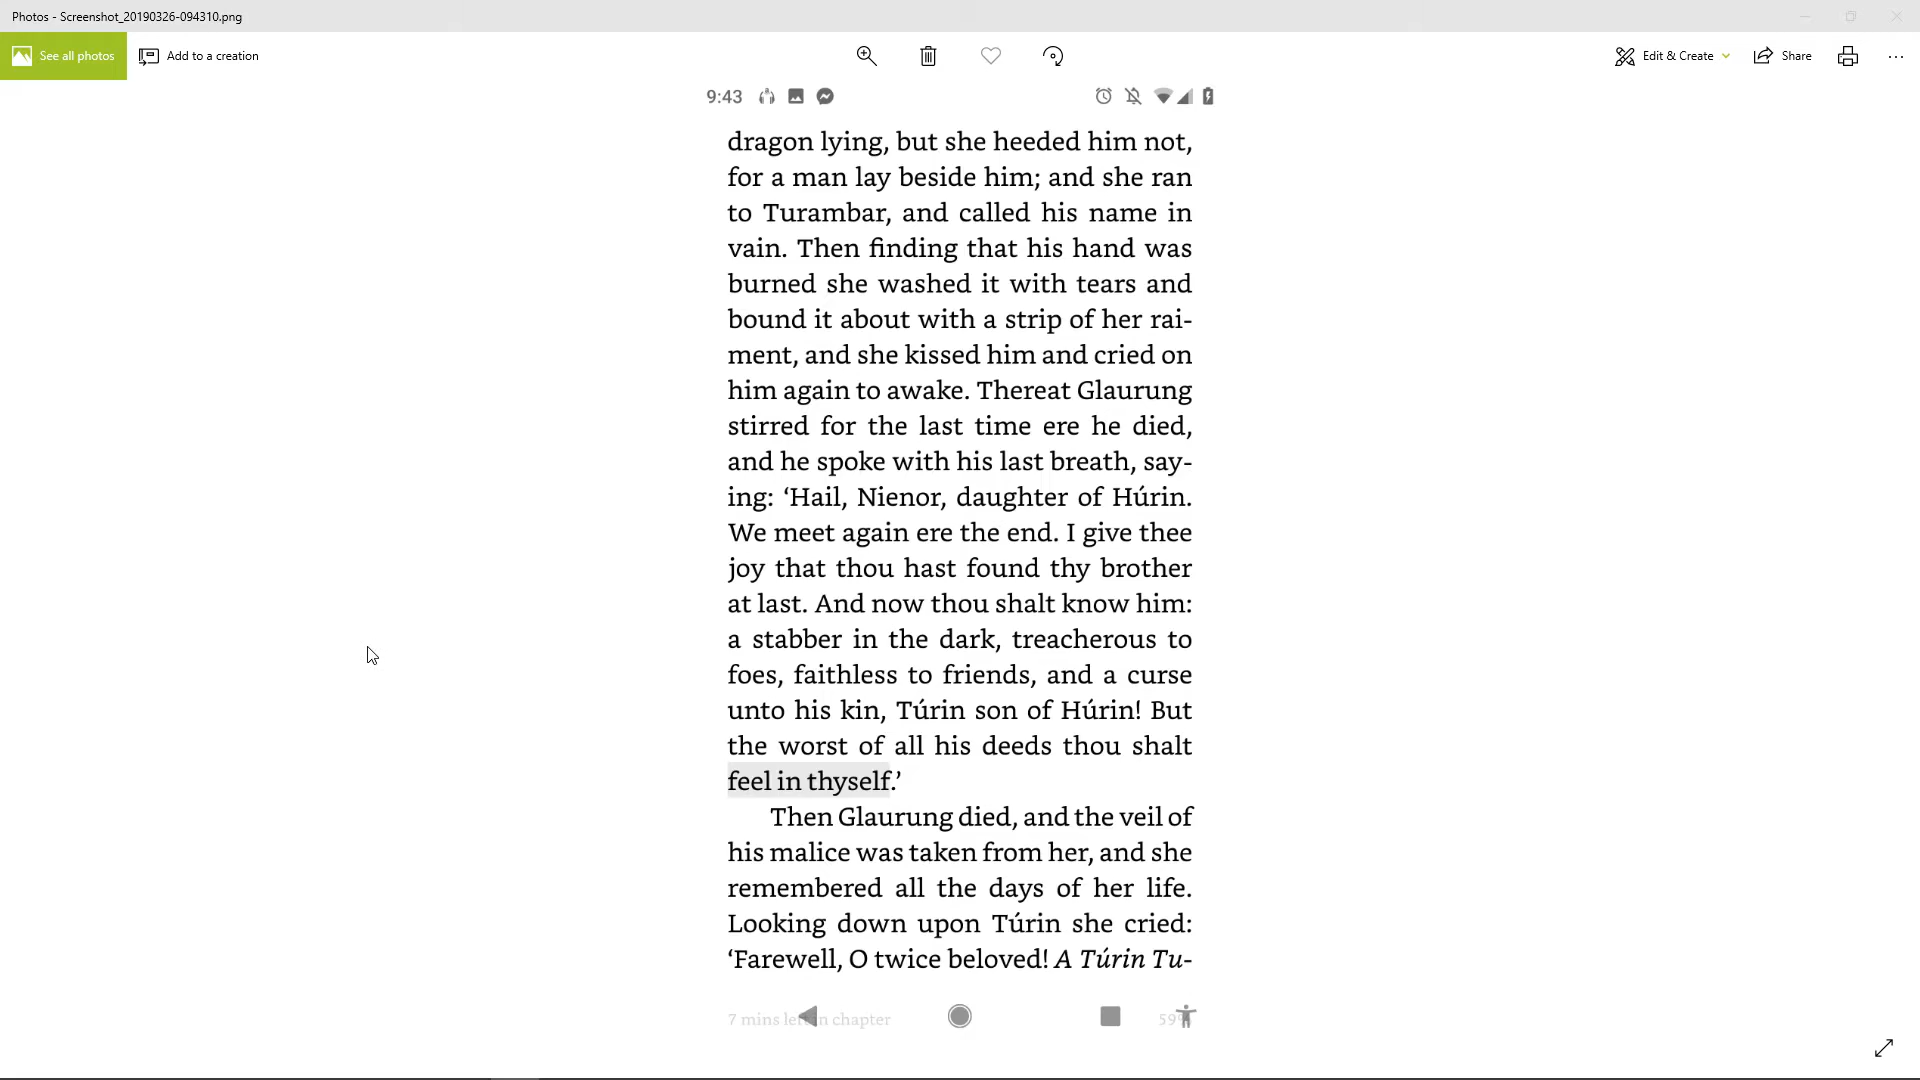 Photos - Screenshot_20190326-094310.png
See all photos
Add to a creation
Edit & Create
Share
9:43
dragon lying, but she heeded him not,
for a man lay beside him; and she ran
to Turambar, and called his name in
vain. Then finding that his hand was
burned she washed it with tears and
bound it about with a strip of her rai-
ment, and she kissed him and cried on
him again to awake. Thereat Glaurung
stirred for the last time ere he died,
and he spoke with his last breath, say-
ing: ‘Hail, Nienor, daughter of Húrin.
We meet again ere the end. I give thee
joy that thou hast found thy brother
at last. And now thou shalt know him:
a stabber in the dark, treacherous to
foes, faithless to friends, and a curse
unto his kin, Túrin son of Húrin! But
the worst of all his deeds thou shalt
feel in thyself.’
Then Glaurung died, and the veil of
his malice was taken from her, and she
remembered all the days of her life.
Looking down upon Túrin she cried:
‘Farewell, O twice beloved! A Túrin Tu-
7 mins left in chapter
59%